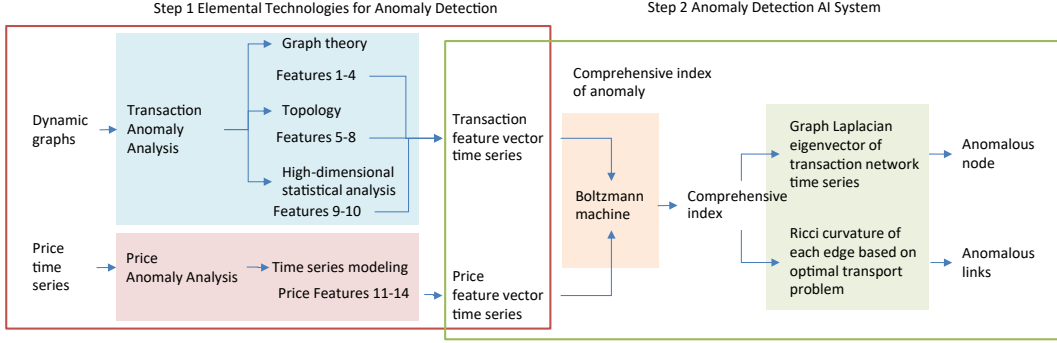 Step 1 Elemental Technologies for Anomaly Detection
Step 2 Anomaly Detection AI System
Dynamic
graphs
Transaction
Anomaly
Analysis
Graph theory
Features 1-4
Topology
Features 5-8
High-dimensional
statistical analysis
Features 9-10
Transaction
feature vector
time series
Price
time
series
Price
Anomaly Analysis
Time series modeling
Price Features 11-14
Price
feature vector
time series
Comprehensive index
of anomaly
Boltzmann
machine
Comprehensive
index
Graph Laplacian
eigenvector of
transaction network
time series
Anomalous
node
Ricci curvature of
each edge based on
optimal transport
problem
Anomalous
links